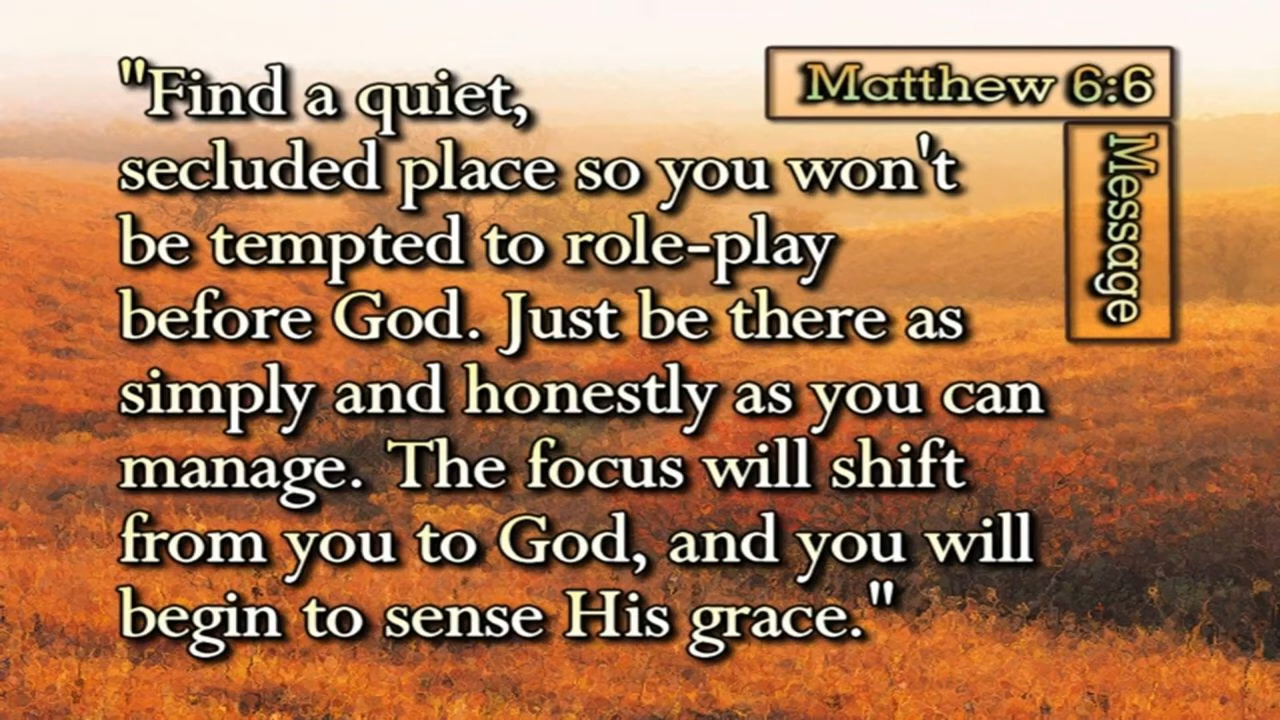 "Find a quiet,
Matthew 6:6
Message
secluded place so you won't
be tempted to role-play
before God. Just be there as
simply and honestly as you can
manage. The focus will shift
from you to God, and you will
begin to sense His grace."